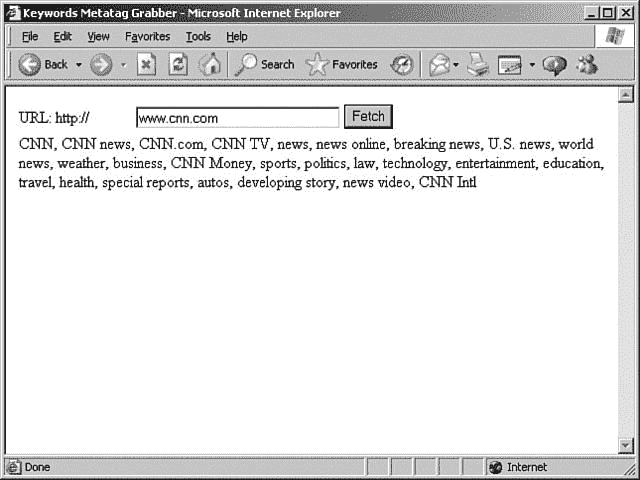 Keywords Metatag Grabber - Microsoft Internet Explorer
File Edit View Favorites Tools Help
Back Search Favorites
URL: http:// www.cnn.com Fetch
CNN, CNN news, CNN.com, CNN TV, news, news online, breaking news, U.S. news, world
news, weather, business, CNN Money, sports, politics, law, technology, entertainment, education,
travel, health, special reports, autos, developing story, news video, CNN Intl
Done Internet